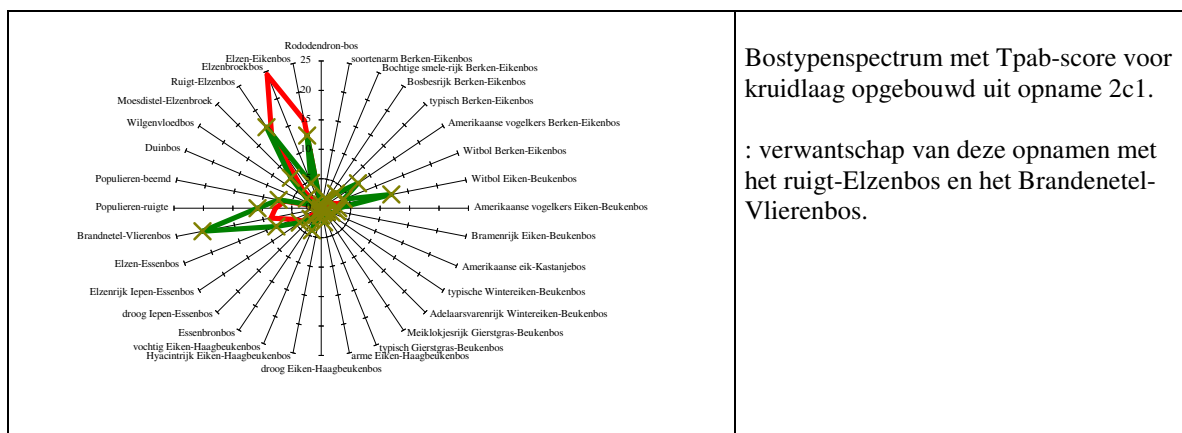 Rododendron-bos
Elzen-Eikenbos
soortenarm Berken-Eikenbos
Elzenbroekbos
25
Bochtige smele-rijk Berken-Eikenbos
Ruigt-Elzenbos
Bosbesrijk Berken-Eikenbos
20
Moesdistel-Elzenbroek
typisch Berken-Eikenbos
Wilgenvloedbos
Amerikaanse vogelkers Berken-Eikenbos
Duinbos
Witbol Berken-Eikenbos
Populieren-beemd
Witbol Eiken-Beukenbos
Populieren-ruigte
Amerikaanse vogelkers Eiken-Beukenbos
Brandnetel-Vlierenbos
Bramenrijk Eiken-Beukenbos
Elzen-Essenbos
Amerikaanse eik-Kastanjebos
Elzenrijk Iepen-Essenbos
typische Wintereiken-Beukenbos
droog Iepen-Essenbos
Adelaarsvarenrijk Wintereiken-Beukenbos
Essenbronbos
Meiklokjesrijk Gierstgras-Beukenbos
vochtig Eiken-Haagbeukenbos
typisch Gierstgras-Beukenbos
Hyacintrijk Eiken-Haagbeukenbos
arme Eiken-Haagbeukenbos
droog Eiken-Haagbeukenbos
Bostypenspectrum met Tpab-score voor
kruidlaag opgebouwd uit opname 2c1.
: verwantschap van deze opnamen met
het ruigt-Elzenbos en het Brandenetel-
Vlierenbos.